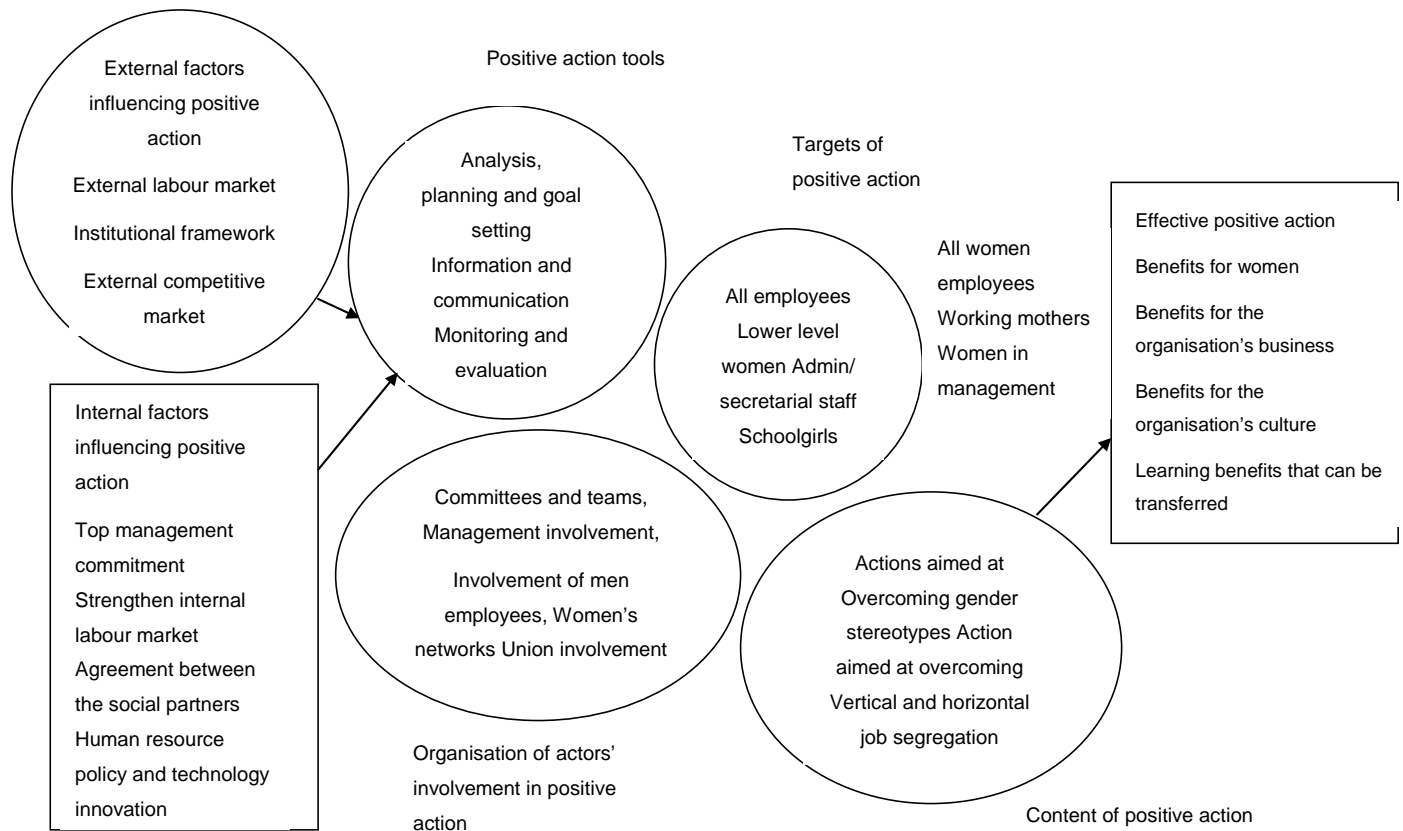 External factors
influencing positive
action
External labour market
Institutional framework
External competitive
market
Positive action tools
Analysis,
planning and goal
setting
Information and
communication
Monitoring and
evaluation
Targets of
positive action
All employees
Lower level
women Admin/
secretarial staff
Schoolgirls
All women
employees
Working mothers
Women in
management
Effective positive action
Benefits for women
Benefits for the
organisation’s business
Benefits for the
organisation’s culture
Learning benefits that can be
transferred
Internal factors
influencing positive
action
Top management
commitment
Strengthen internal
labour market
Agreement between
the social partners
Human resource
policy and technology
innovation
Committees and teams,
Management involvement,
Involvement of men
employees, Women’s
networks Union involvement
Organisation of actors’
involvement in positive
action
Actions aimed at
Overcoming gender
stereotypes Action
aimed at overcoming
Vertical and horizontal
job segregation
Content of positive action